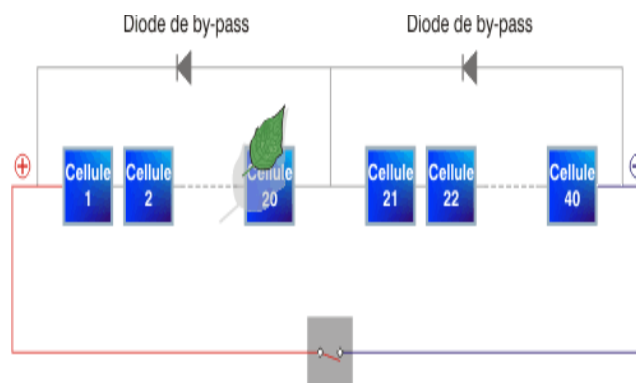 Diode de by-pass
Diode de by-pass
+
Cellule
1
Cellule
2
Cellule
20
Cellule
21
Cellule
22
Cellule
40
−